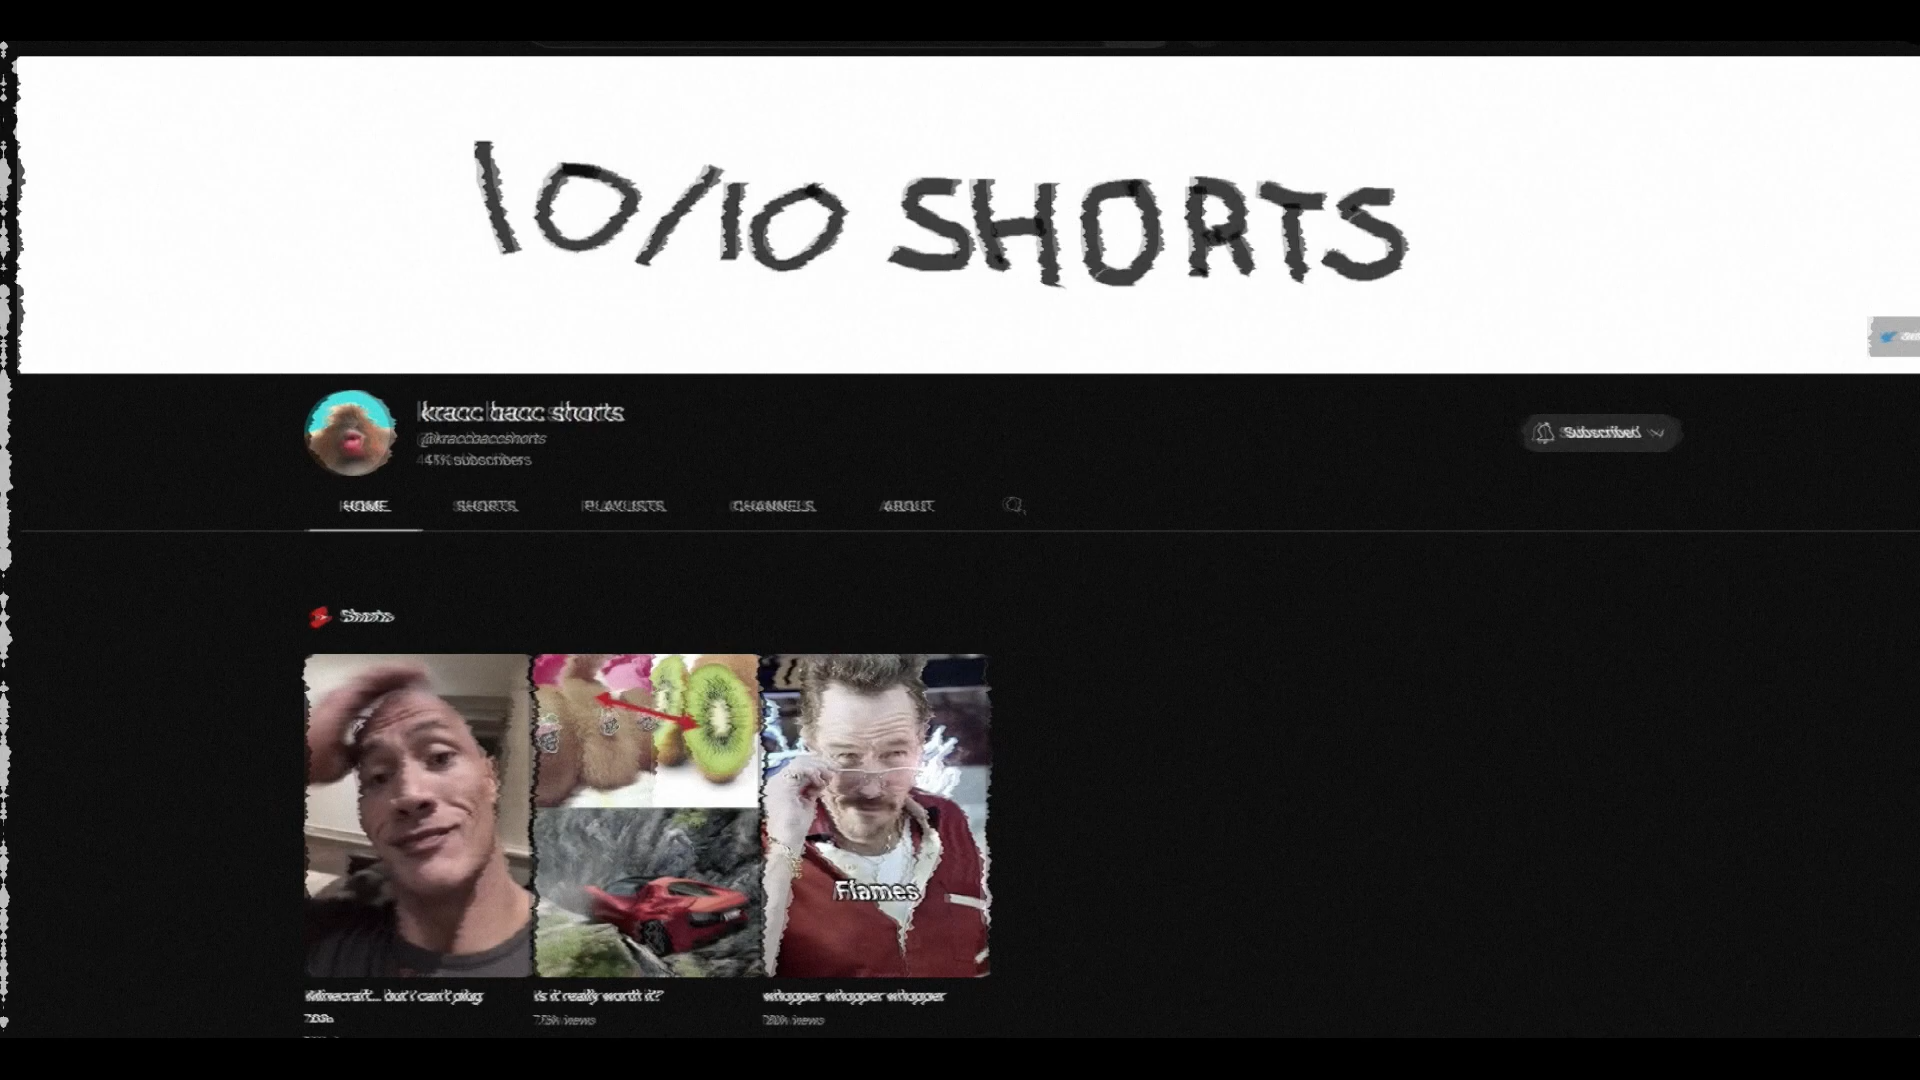 10/10 SHORTS
kracc bacc shorts
@kraccbaccshorts
HOME SHORTS PLAYLISTS CHANNELS ABOUT
Subscribed
Shorts
Flames
Minecraft... but i can't plug
is it really worth it?
whopper whopper whopper
views
views